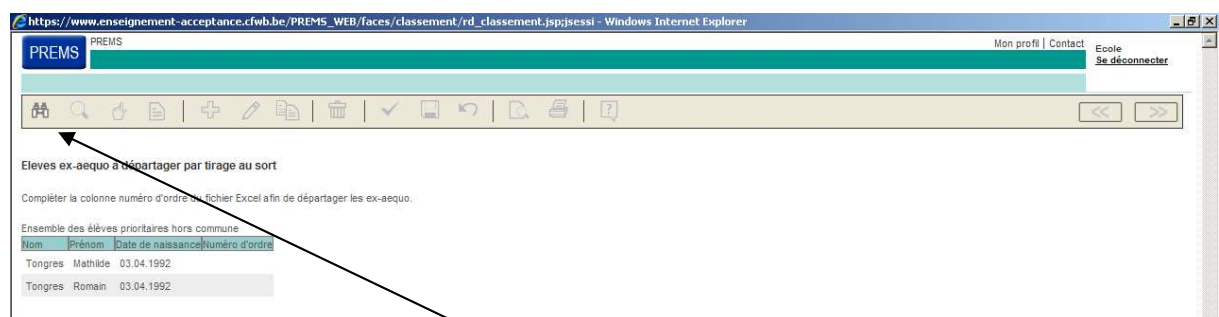 https://www.enseignement-acceptance.cfwb.be/PREMS_WEB/faces/classement/rd_classement.jsp;jsessi - Windows Internet Explorer
PREMS
PREMS
Mon profil | Contact
Ecole
Se déconnecter
<< >>
Eleves ex-aequo à départager par tirage au sort
Compléter la colonne numéro d'ordre du fichier Excel afin de départager les ex-aequo.
Ensemble des élèves prioritaires hors commune
Nom Prénom Date de naissance Numéro d'ordre
Tongres Mathilde 03.04.1992
Tongres Romain 03.04.1992